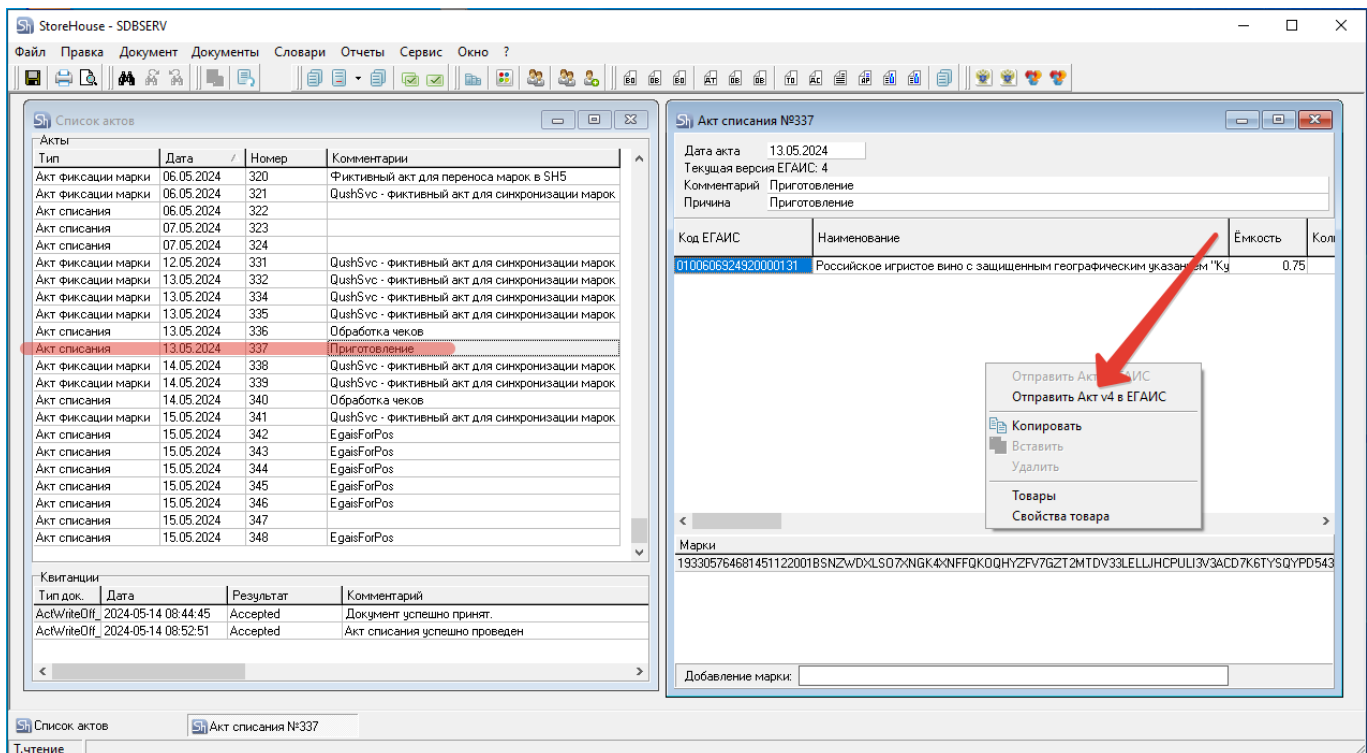 StoreHouse - SDBSERV
Файл Правка Документ Документы Словари Отчеты Сервис Окно ?
Список актов
Акты
Тип Дата Номер Комментарии
Акт фиксации марки 06.05.2024 320 Фиктивный акт для переноса марок в SH5
Акт фиксации марки 06.05.2024 321 QushSvc - фиктивный акт для синхронизации марок
Акт списания 06.05.2024 322
Акт списания 07.05.2024 323
Акт списания 07.05.2024 324
Акт фиксации марки 12.05.2024 331 QushSvc - фиктивный акт для синхронизации марок
Акт фиксации марки 13.05.2024 332 QushSvc - фиктивный акт для синхронизации марок
Акт фиксации марки 13.05.2024 334 QushSvc - фиктивный акт для синхронизации марок
Акт фиксации марки 13.05.2024 335 QushSvc - фиктивный акт для синхронизации марок
Акт списания 13.05.2024 336 Обработка чеков
Акт списания 13.05.2024 337 Приготовление
Акт фиксации марки 14.05.2024 338 QushSvc - фиктивный акт для синхронизации марок
Акт фиксации марки 14.05.2024 339 QushSvc - фиктивный акт для синхронизации марок
Акт списания 14.05.2024 340 Обработка чеков
Акт фиксации марки 15.05.2024 341 QushSvc - фиктивный акт для синхронизации марок
Акт списания 15.05.2024 342 EgaisForPos
Акт списания 15.05.2024 343 EgaisForPos
Акт списания 15.05.2024 344 EgaisForPos
Акт списания 15.05.2024 345 EgaisForPos
Акт списания 15.05.2024 346 EgaisForPos
Акт списания 15.05.2024 347
Акт списания 15.05.2024 348 EgaisForPos
Квитанции
Тип док. Дата Результат Комментарий
ActWriteOff_ 2024-05-14 08:44:45 Accepted Документ успешно принят.
ActWriteOff_ 2024-05-14 08:52:51 Accepted Акт списания успешно проведен
Акт списания №337
Дата акта 13.05.2024
Текущая версия ЕГАИС: 4
Комментарий Приготовление
Причина Приготовление
Код ЕГАИС Наименование Ёмкость Кол
0100606924920000131 Российское игристое вино с защищенным географическим указанием "Ку 0.75
Отправить Акт ЕГАИС
Отправить Акт v4 в ЕГАИС
Копировать
Вставить
Удалить
Товары
Свойства товара
Марки
193305764681451122001BSNZWDXLSO7XNGK4XNFFQKOQHYZFV7GZT2MTDV33LELLJHCPULI3V3ACD7K6TYSQYPD543
Добавление марки:
Список актов Акт списания №337
Т.чтение